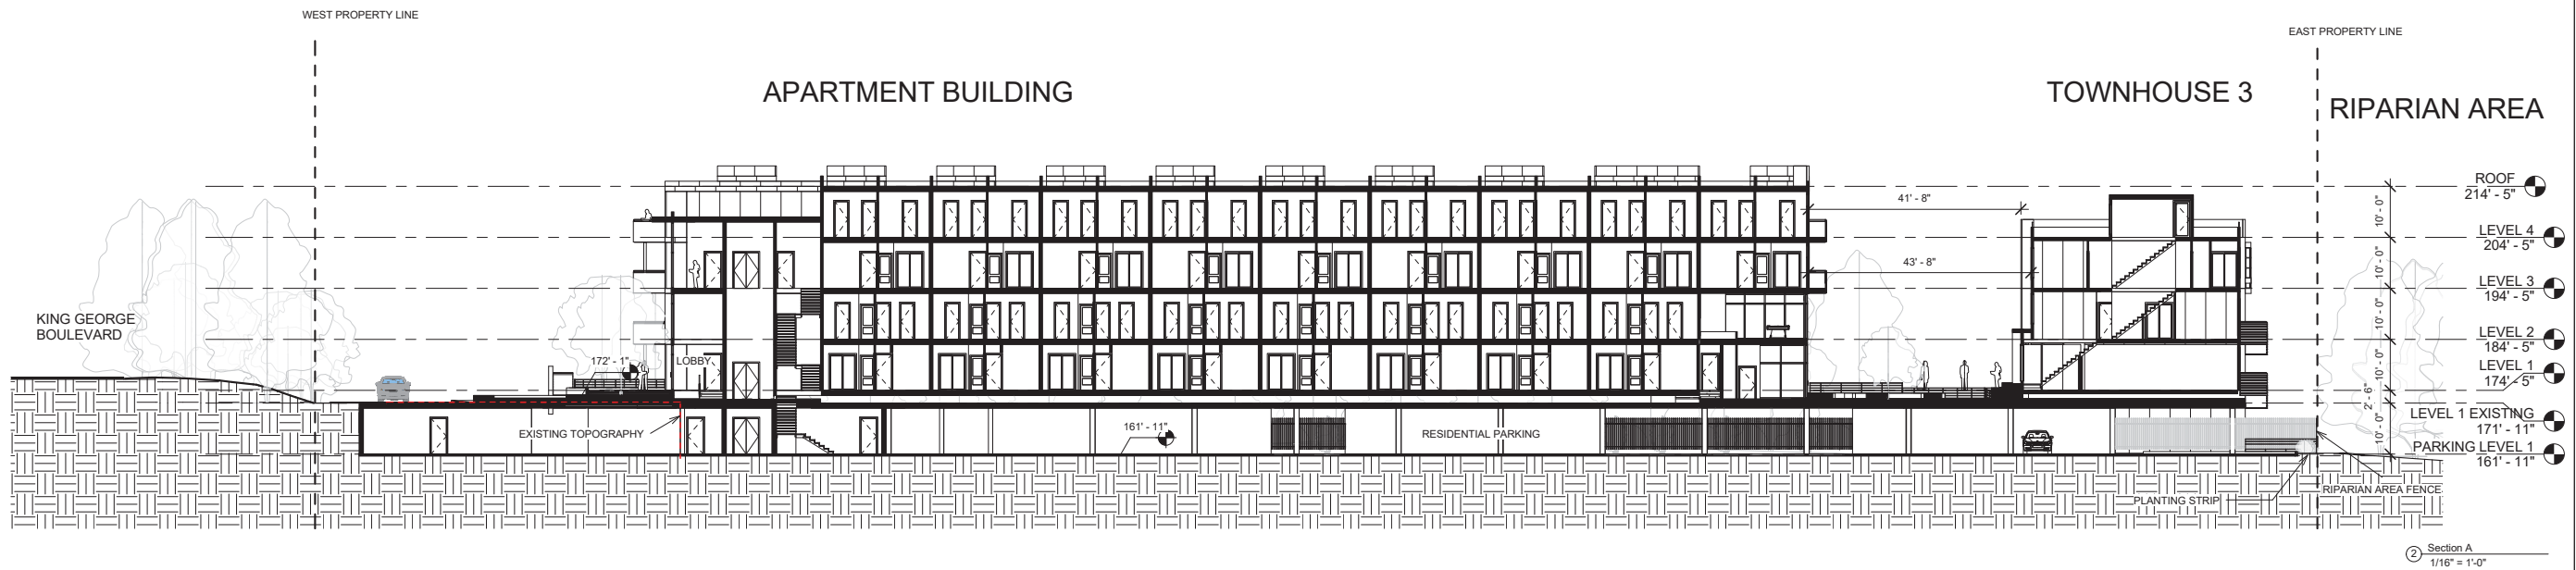 WEST PROPERTY LINE
EAST PROPERTY LINE
APARTMENT BUILDING
TOWNHOUSE 3
RIPARIAN AREA
ROOF
214' - 5"
41' - 8"
10' - 0"
LEVEL 4
204' - 5"
43' - 8"
10' - 0"
LEVEL 3
194' - 5"
KING GEORGE
BOULEVARD
10' - 0"
LEVEL 2
184' - 5"
172' - 1"
LOBBY
10' - 0"
LEVEL 1
174' - 5"
2' - 6"
LEVEL 1 EXISTING
171' - 11"
EXISTING TOPOGRAPHY
161' - 11"
RESIDENTIAL PARKING
10' - 0"
PARKING LEVEL 1
161' - 11"
RIPARIAN AREA FENCE
PLANTING STRIP
2
Section A
1/16" = 1'-0"